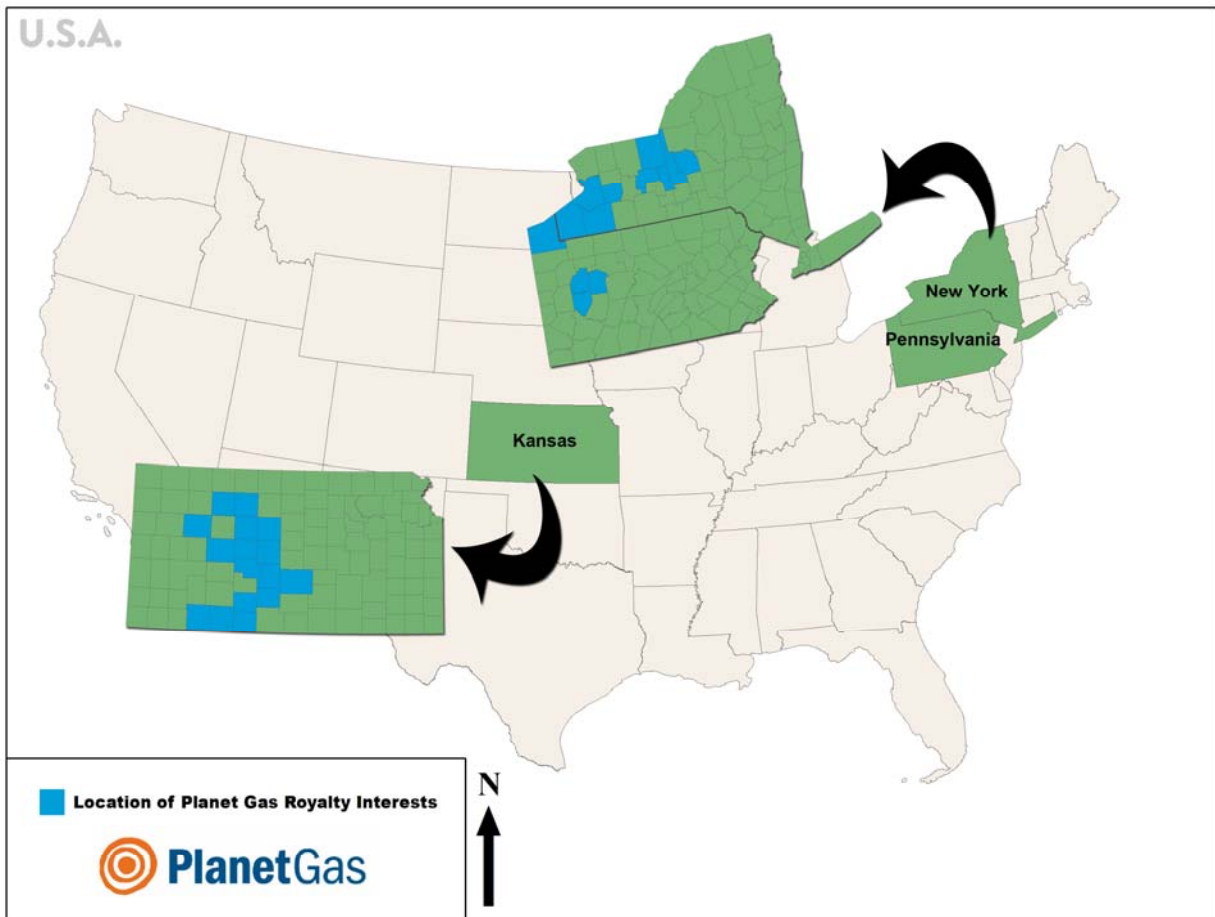 U.S.A.
New York
Pennsylvania
Kansas
Location of Planet Gas Royalty Interests
PlanetGas
N